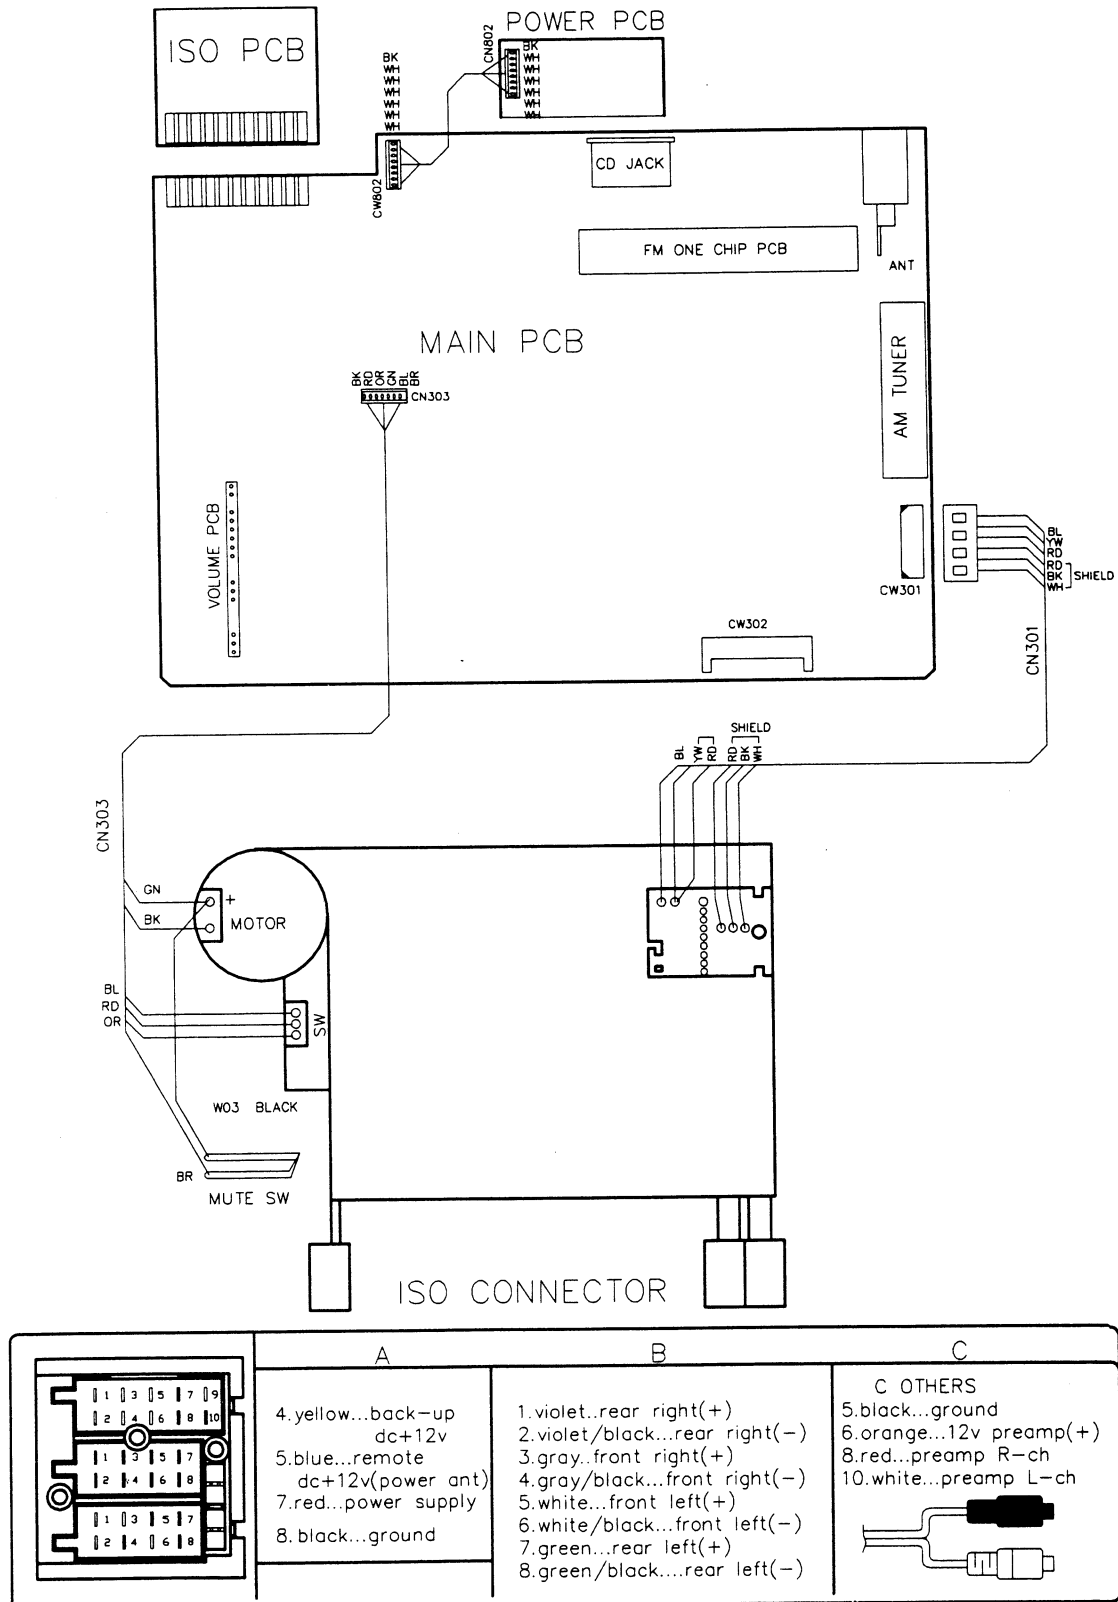 POWER PCB
ISO PCB
CN802
BK
WH
WH
WH
WH
WH
WH
BK
WH
WH
WH
WH
WH
WH
CW802
CD JACK
FM ONE CHIP PCB
ANT
MAIN PCB
AM TUNER
BK
RD
OR
GN
BL
BR
CN303
VOLUME PCB
CW301
BL
YW
RD
RD
BK
WH
SHIELD
CW302
CN301
SHIELD
BL
YW
RD
RD
BK
WH
CN303
GN
BK
+
MOTOR
BL
RD
OR
SW
W03 BLACK
BR
MUTE SW
ISO CONNECTOR
A
B
C
1 3 5 7 9
2 4 6 8 10
1 3 5 7
2 4 6 8
1 3 5 7
2 4 6 8
4.yellow...back-up
dc+12v
5.blue...remote
dc+12v(power ant)
7.red...power supply
8.black...ground
1.violet..rear right(+)
2.violet/black...rear right(-)
3.gray..front right(+)
4.gray/black...front right(-)
5.white...front left(+)
6.white/black...front left(-)
7.green...rear left(+)
8.green/black....rear left(-)
C OTHERS
5.black...ground
6.orange...12v preamp(+)
8.red...preamp R-ch
10.white...preamp L-ch